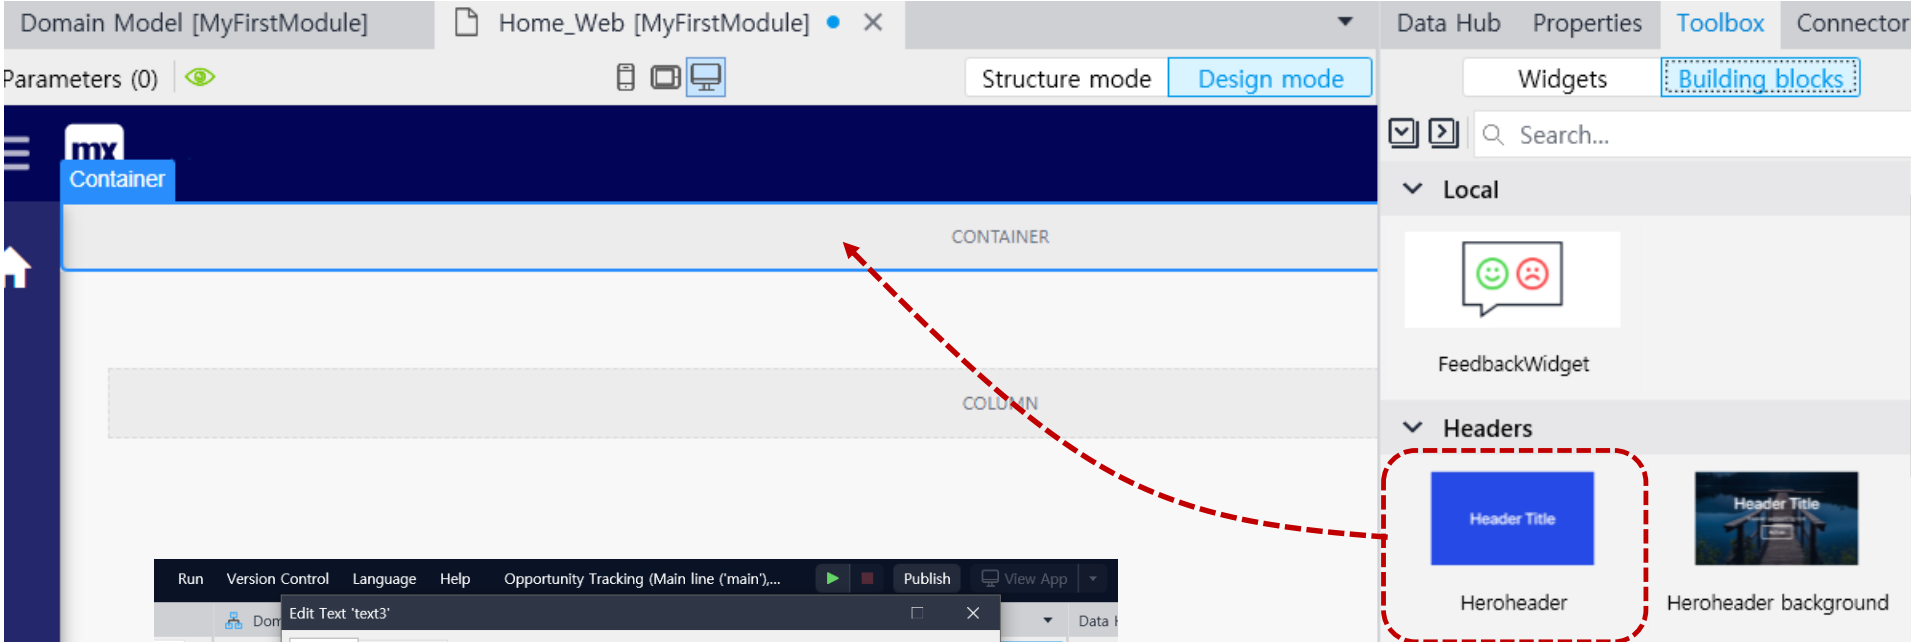 Domain Model [MyFirstModule]
Home_Web [MyFirstModule]
Data Hub
Properties
Toolbox
Connector
Parameters (0)
Structure mode
Design mode
Widgets
Building blocks
Search...
mx
Container
CONTAINER
COLUMN
Local
FeedbackWidget
Headers
Header Title
Header Title
Heroheader
Heroheader background
Run
Version Control
Language
Help
Opportunity Tracking (Main line ('main'),...
Publish
View App
Dom
Edit Text 'text3'
Data